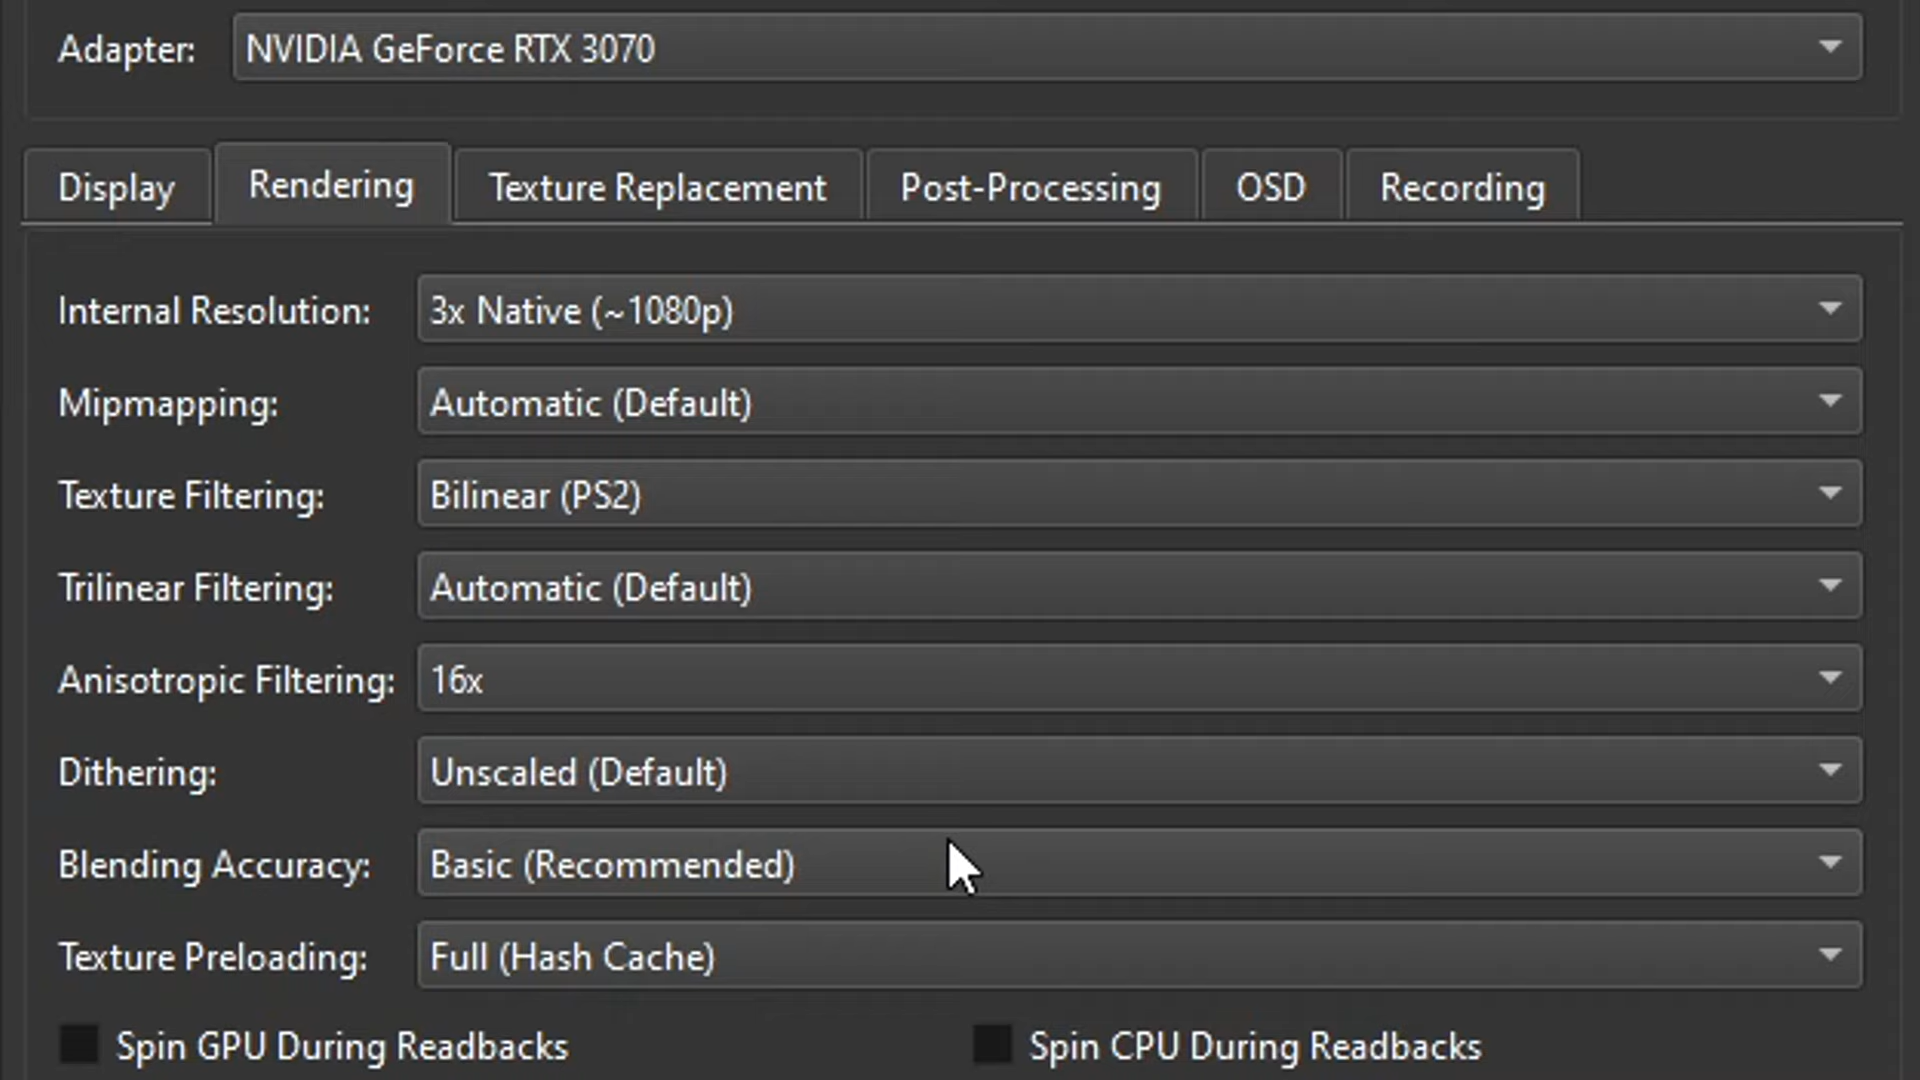 Adapter: NVIDIA GeForce RTX 3070
Display Rendering Texture Replacement Post-Processing OSD Recording
Internal Resolution: 3x Native (~1080p)
Mipmapping: Automatic (Default)
Texture Filtering: Bilinear (PS2)
Trilinear Filtering: Automatic (Default)
Anisotropic Filtering: 16x
Dithering: Unscaled (Default)
Blending Accuracy: Basic (Recommended)
Texture Preloading: Full (Hash Cache)
Spin GPU During Readbacks Spin CPU During Readbacks